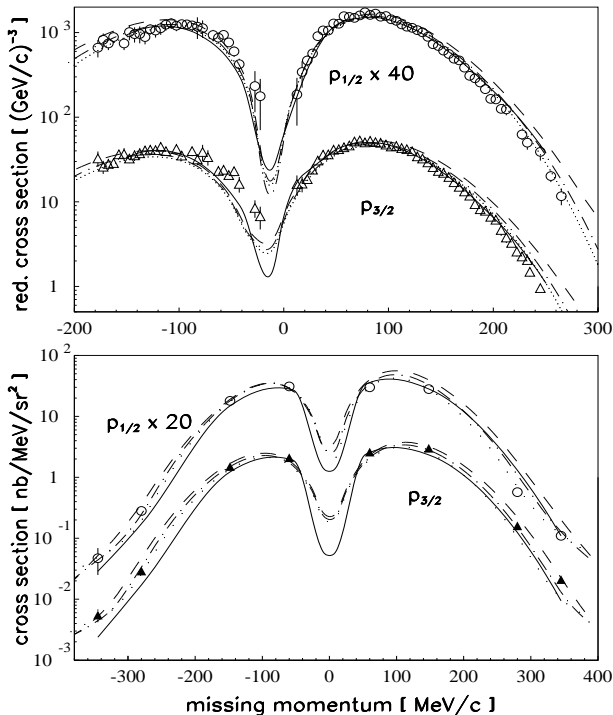 red. cross section [ (GeV/c)⁻³ ]
10³
10²
10
1
p₁/₂ x 40
p₃/₂
-200 -100 0 100 200 300
cross section [ nb/MeV/sr² ]
10²
10
1
10⁻¹
10⁻²
10⁻³
p₁/₂ x 20
p₃/₂
-300 -200 -100 0 100 200 300 400
missing momentum [ MeV/c ]